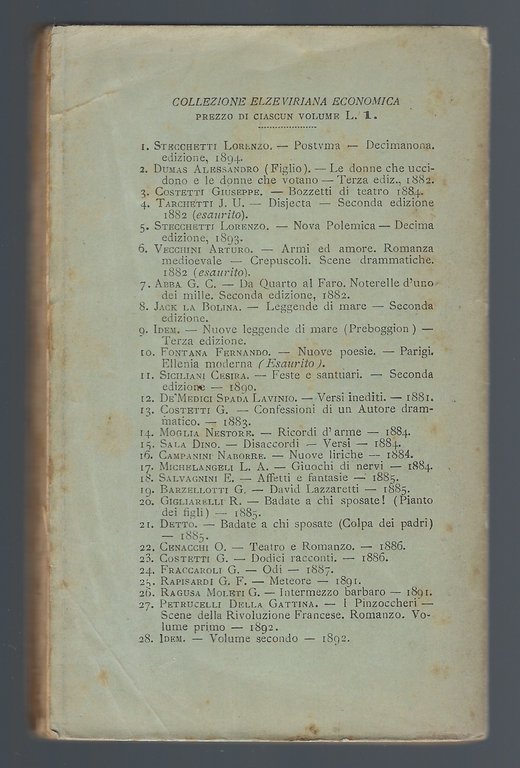 COLLEZIONE ELZEVIRIANA ECONOMICA
PREZZO DI CIASCUN VOLUME L. 1.
1. STECCHETTI LORENZO. — Postvma — Decimanona.
edizione, 1894.
2. DUMAS ALESSANDRO (Figlio). — Le donne che ucci-
dono e le donne che votano — Terza ediz., 1882.
3. COSTETTI GIUSEPPE. — Bozzetti di teatro 1884.
4. TARCHETTI J. U. — Disjecta — Seconda edizione
1882 (esaurito).
5. STECCHETTI LORENZO. — Nova Polemica — Decima
edizione, 1893.
6. VECCHINI ARTURO. — Armi ed amore. Romanza
medioevale — Crepuscoli. Scene drammatiche.
1882 (esaurito).
7. ABBA G. C. — Da Quarto al Faro. Noterelle d'uno
dei mille. Seconda edizione, 1882.
8. JACK LA BOLINA. — Leggende di mare — Seconda
edizione.
9. IDEM. — Nuove leggende di mare (Preboggion) —
Terza edizione.
10. FONTANA FERNANDO. — Nuove poesie. — Parigi.
Ellenia moderna (Esaurito).
11. SICILIANI CESIRA. — Feste e santuari. — Seconda
edizione — 1890.
12. DE'MEDICI SPADA LAVINIO. — Versi inediti. — 1881.
13. COSTETTI G. — Confessioni di un Autore dram-
matico. — 1883.
14. MOGLIA NESTORE. — Ricordi d'arme — 1884.
15. SALA DINO. — Disaccordi — Versi — 1884.
16. CAMPANINI NABORRE. — Nuove liriche — 1884.
17. MICHELANGELI L. A. — Giuochi di nervi — 1884.
18. SALVAGNINI E. — Affetti e fantasie — 1885.
19. BARZELLOTTI G. — David Lazzaretti — 1885.
20. GIGLIARELLI R. — Badate a chi sposate! (Pianto
dei figli) — 1885.
21. DETTO. — Badate a chi sposate (Colpa dei padri)
— 1885.
22. CENACCHI O. — Teatro e Romanzo. — 1886.
23. COSTETTI G. — Dodici racconti. — 1886.
24. FRACCAROLI G. — Odi — 1887.
25. RAPISARDI G. F. — Meteore — 1891.
26. RAGUSA MOLETI G. — Intermezzo barbaro — 1891.
27. PETRUCELLI DELLA GATTINA. — I Pinzoccheri —
Scene della Rivoluzione Francese. Romanzo. Vo-
lume primo — 1892.
28. IDEM. — Volume secondo — 1892.